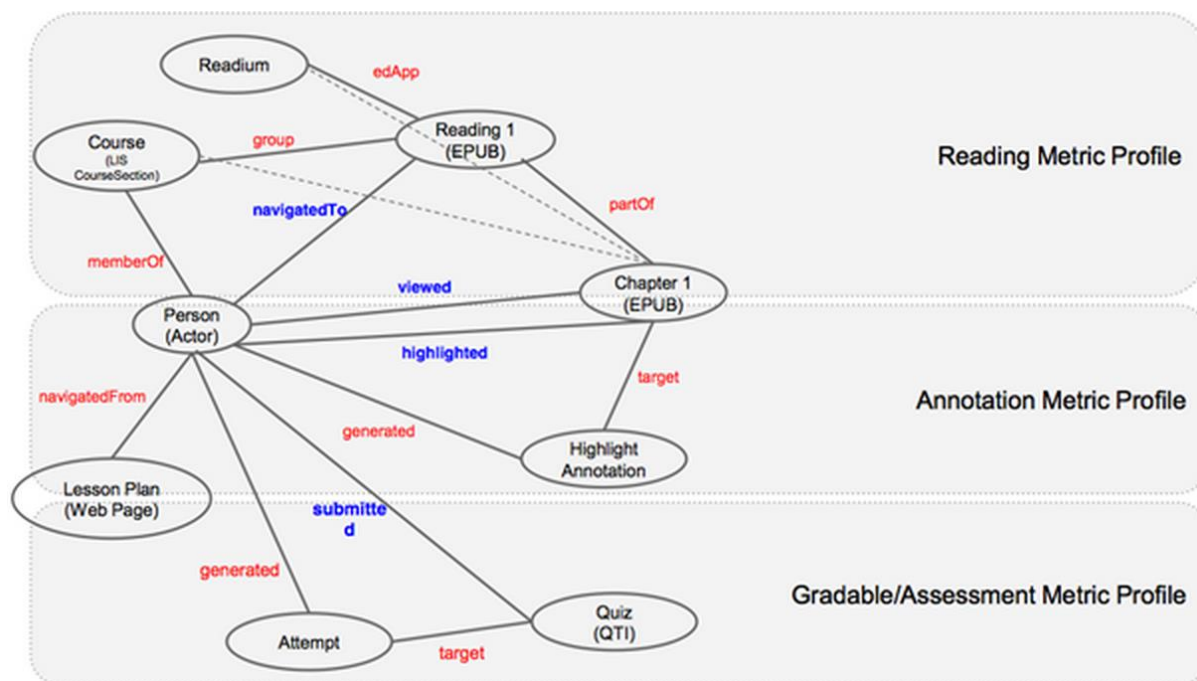 Readium
edApp
Reading 1
(EPUB)
group
Course
(LIS
CourseSection)
Reading Metric Profile
navigatedTo
partOf
memberOf
Chapter 1
(EPUB)
viewed
Person
(Actor)
highlighted
target
navigatedFrom
Annotation Metric Profile
generated
Highlight
Annotation
Lesson Plan
(Web Page)
submitte
d
generated
Gradable/Assessment Metric Profile
Quiz
(QTI)
Attempt
target